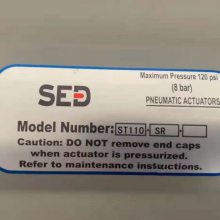 Maximum Pressure 120 psi
(8 bar)
SED
PNEUMATIC ACTUATORS
Model Number: ST110 - SR -
Caution: DO NOT remove end caps
when actuator is pressurized.
Refer to maintenance instuctions.